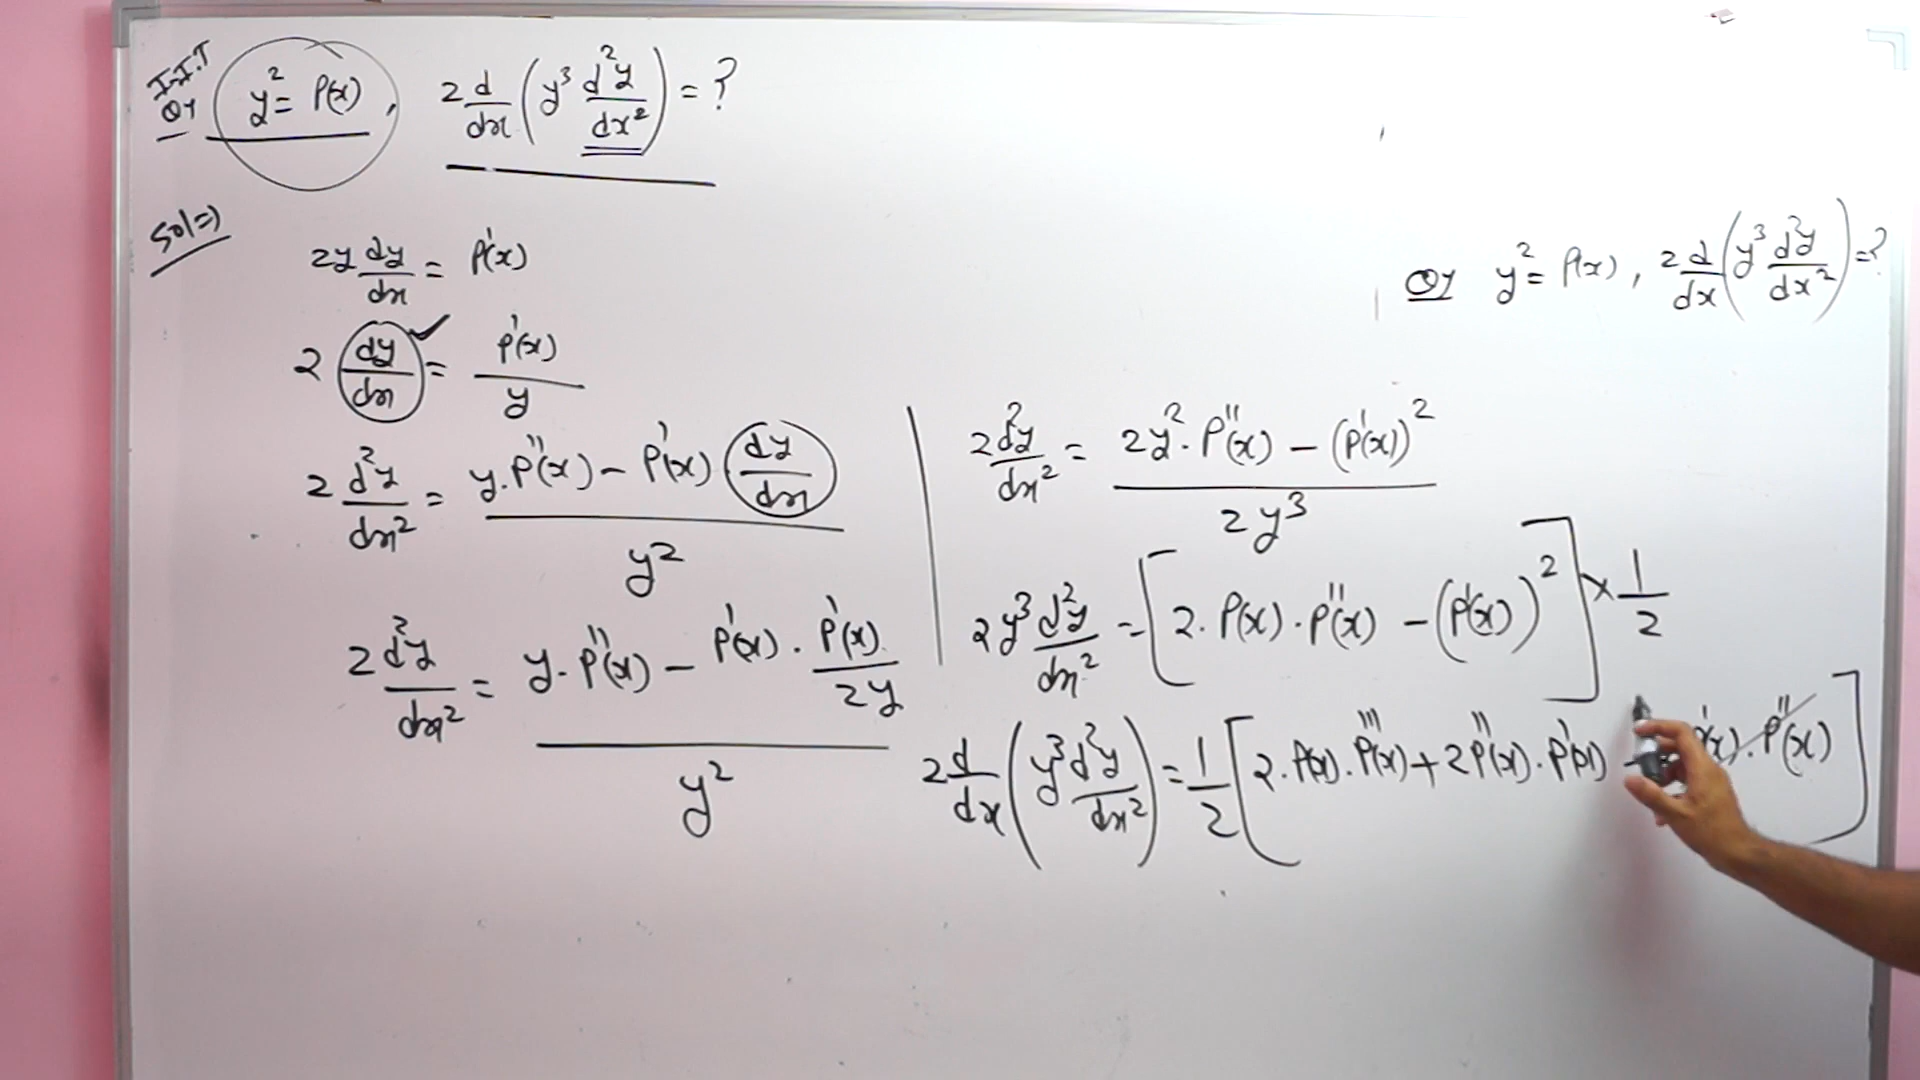 I.I.T
Q1 y² = P(x), 2 d/dx (y³ d²y/dx²) = ?
Sol⇒
2y dy/dx = P'(x)
2 dy/dx = P'(x)/y
2 d²y/dx² = (y.P''(x) − P'(x) dy/dx)/y²
2 d²y/dx² = (y.P''(x) − P'(x) . P'(x)/2y)/y²
Q1 y² = P(x), 2 d/dx (y³ d²y/dx²) = ?
2 d²y/dx² = (2y².P''(x) − (P'(x))²)/2y³
2y³ d²y/dx² = [2.P(x).P''(x) − (P'(x))²] × 1/2
2 d/dx (y³ d²y/dx²) = 1/2 [2.P(x).P'''(x) + 2P''(x).P'(x) − (x).P''(x)]